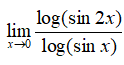 lim x→0 log(sin 2x) / log(sin x)